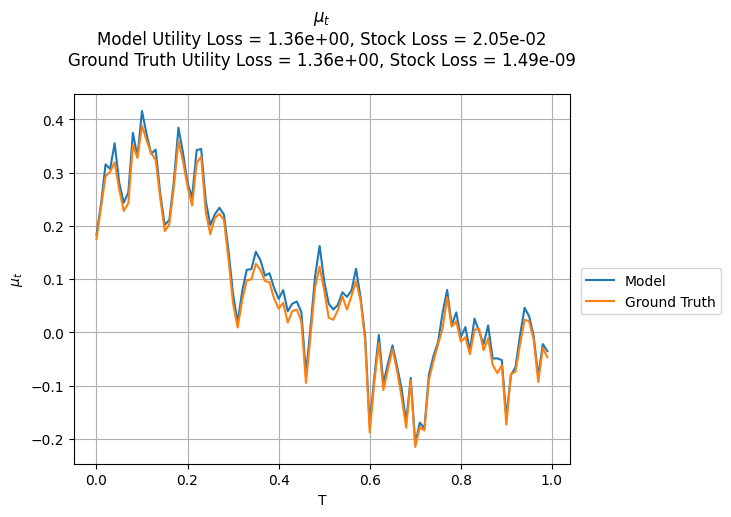 μt
Model Utility Loss = 1.36e+00, Stock Loss = 2.05e-02
Ground Truth Utility Loss = 1.36e+00, Stock Loss = 1.49e-09
0.4
0.3
0.2
0.1
0.0
−0.1
−0.2
μt
0.0 0.2 0.4 0.6 0.8 1.0
T
Model
Ground Truth